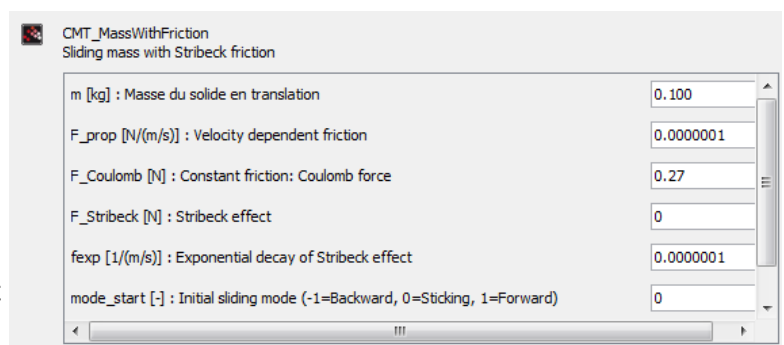 CMT_MassWithFriction
Sliding mass with Stribeck friction
m [kg] : Masse du solide en translation 0.100
F_prop [N/(m/s)] : Velocity dependent friction 0.0000001
F_Coulomb [N] : Constant friction: Coulomb force 0.27
F_Stribeck [N] : Stribeck effect 0
fexp [1/(m/s)] : Exponential decay of Stribeck effect 0.0000001
mode_start [-] : Initial sliding mode (-1=Backward, 0=Sticking, 1=Forward) 0